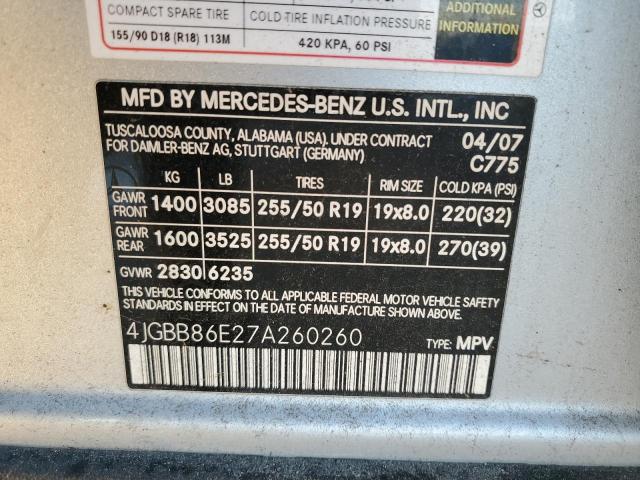 COMPACT SPARE TIRE COLD TIRE INFLATION PRESSURE
155/90 D18 (R18) 113M 420 KPA, 60 PSI
ADDITIONAL
INFORMATION
MFD BY MERCEDES-BENZ U.S. INTL., INC
TUSCALOOSA COUNTY, ALABAMA (USA). UNDER CONTRACT 04/07
FOR DAIMLER-BENZ AG, STUTTGART (GERMANY) C775
KG LB TIRES RIM SIZE COLD KPA (PSI)
GAWR FRONT 1400 3085 255/50 R19 19x8.0 220(32)
GAWR REAR 1600 3525 255/50 R19 19x8.0 270(39)
GVWR 2830 6235
THIS VEHICLE CONFORMS TO ALL APPLICABLE FEDERAL MOTOR VEHICLE SAFETY
STANDARDS IN EFFECT ON THE DATE OF MANUFACTURE SHOWN ABOVE.
4JGBB86E27A260260 TYPE: MPV